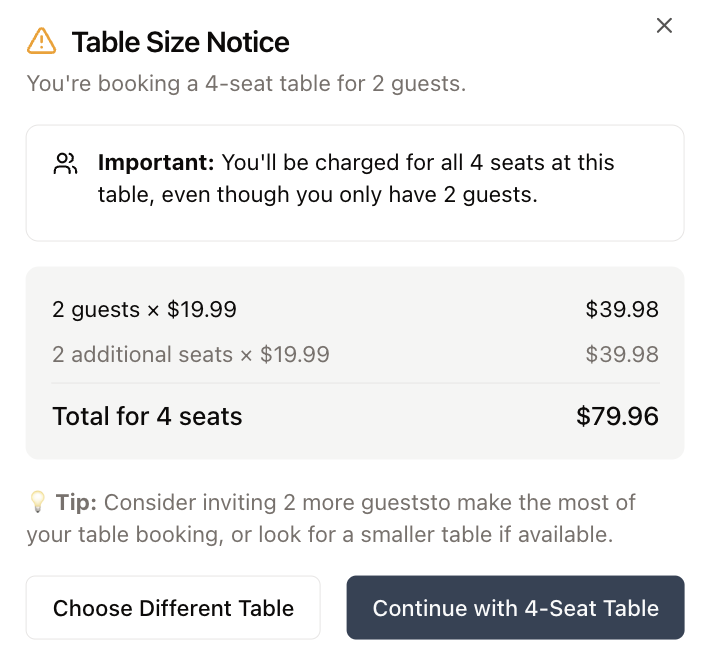 Table Size Notice
You're booking a 4-seat table for 2 guests.
Important: You'll be charged for all 4 seats at this
table, even though you only have 2 guests.
2 guests × $19.99 $39.98
2 additional seats × $19.99 $39.98
Total for 4 seats $79.96
💡 Tip: Consider inviting 2 more gueststo make the most of
your table booking, or look for a smaller table if available.
Choose Different Table Continue with 4-Seat Table